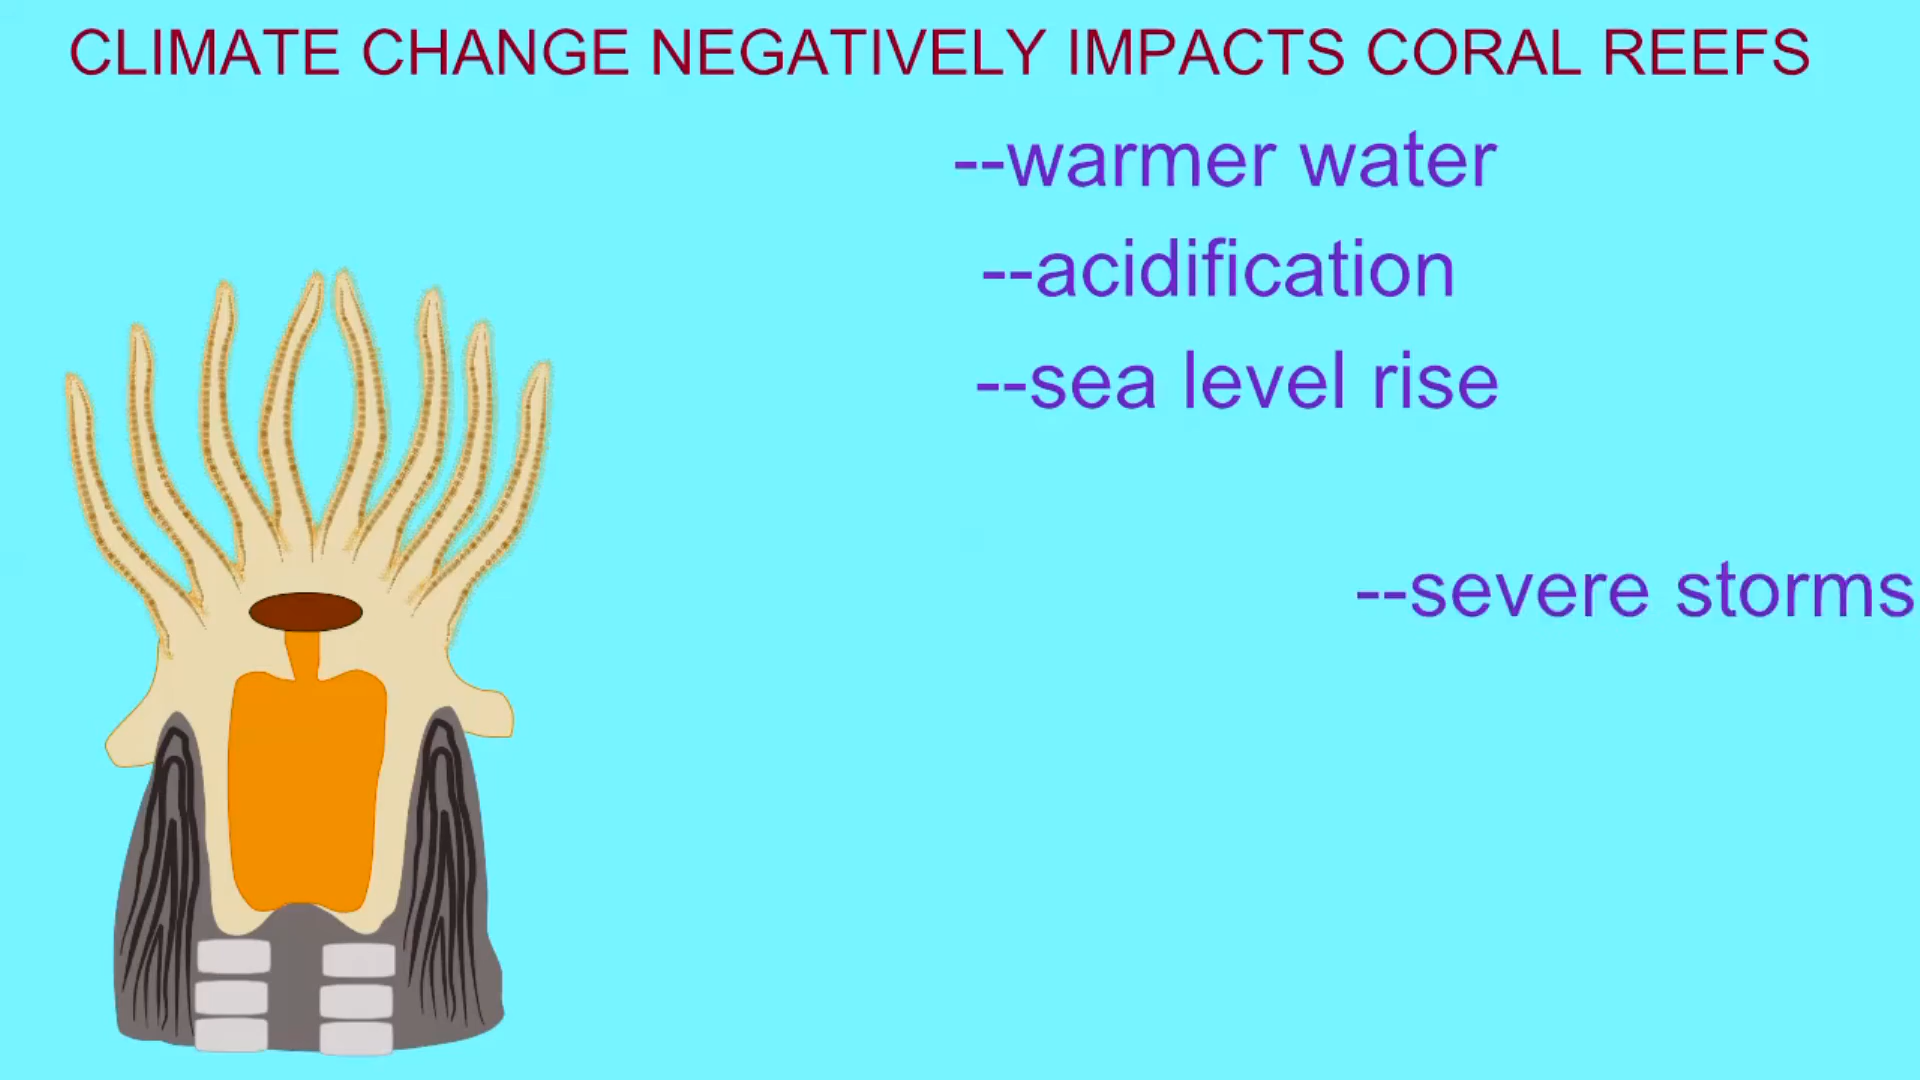 CLIMATE CHANGE NEGATIVELY IMPACTS CORAL REEFS
--warmer water
--acidification
--sea level rise
--severe storms